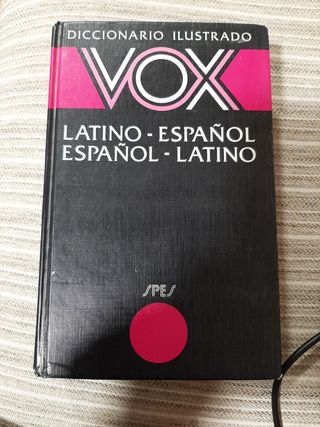 DICCIONARIO ILUSTRADO
VOX
LATINO - ESPAÑOL
ESPAÑOL - LATINO
SPES